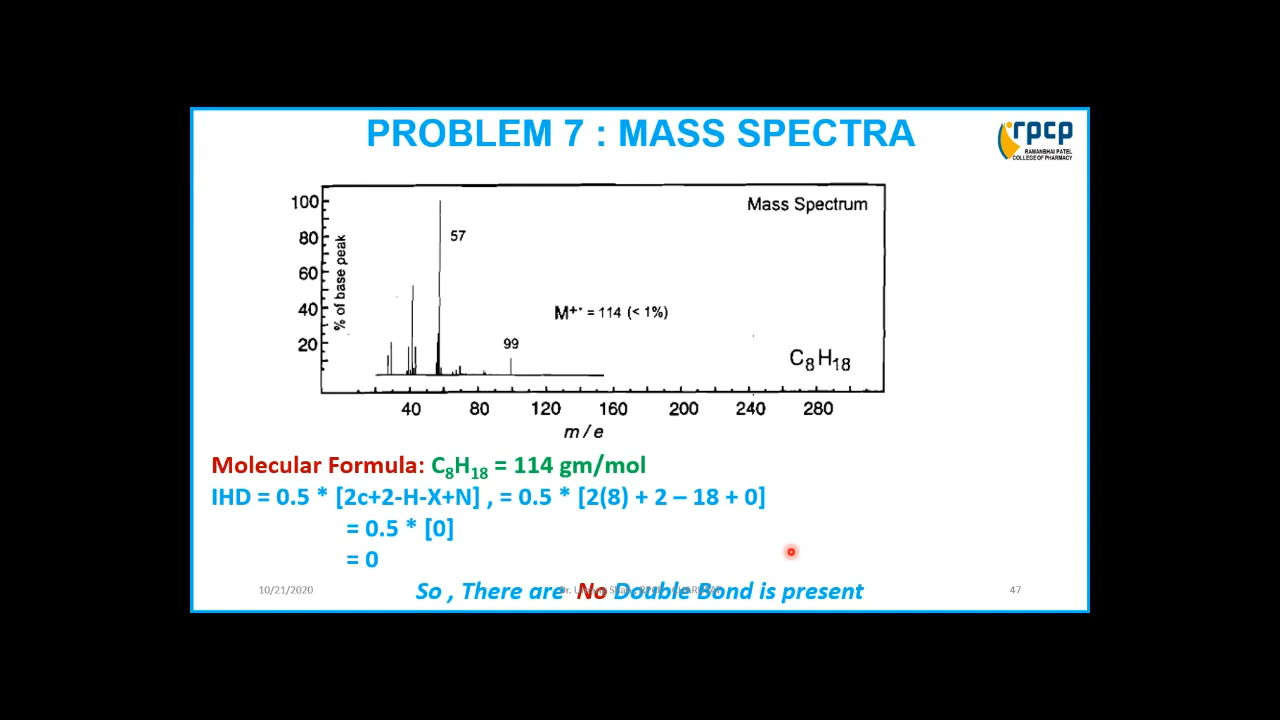 PROBLEM 7 : MASS SPECTRA
rpcp
RAMANBHAI PATEL
COLLEGE OF PHARMACY
Mass Spectrum
100
80
60
40
20
% of base peak
57
M⁺· = 114 (< 1%)
99
C₈H₁₈
40 80 120 160 200 240 280
m / e
Molecular Formula: C₈H₁₈ = 114 gm/mol
IHD = 0.5 * [2c+2-H-X+N] , = 0.5 * [2(8) + 2 – 18 + 0]
= 0.5 * [0]
= 0
10/21/2020
So , There are No Double Bond is present
47